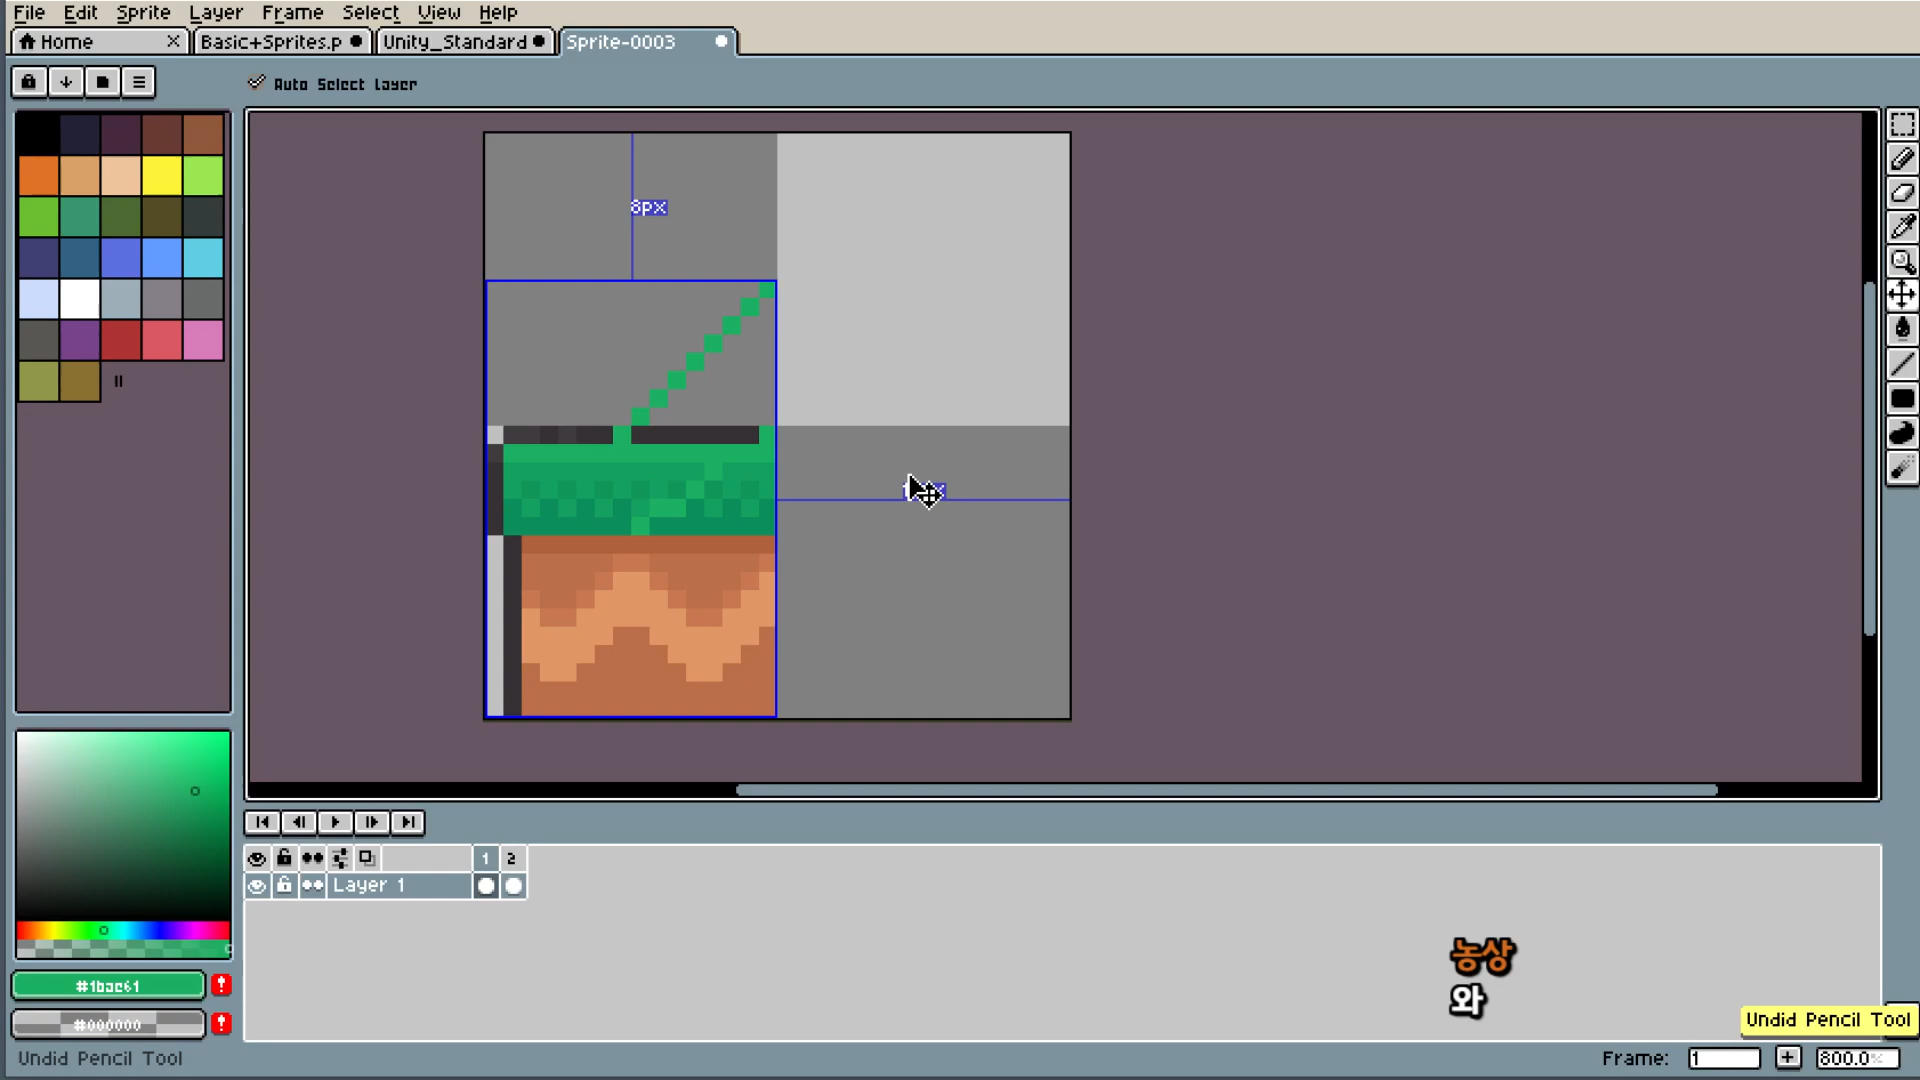 File Edit Sprite Layer Frame Select View Help
Home Basic+Sprites.p Unity_Standard Sprite-0003
Auto Select Layer
8px
Layer 1
1 2
#1bae61
#000000
농상
와
Undid Pencil Tool
Undid Pencil Tool
Frame: 1 800.0